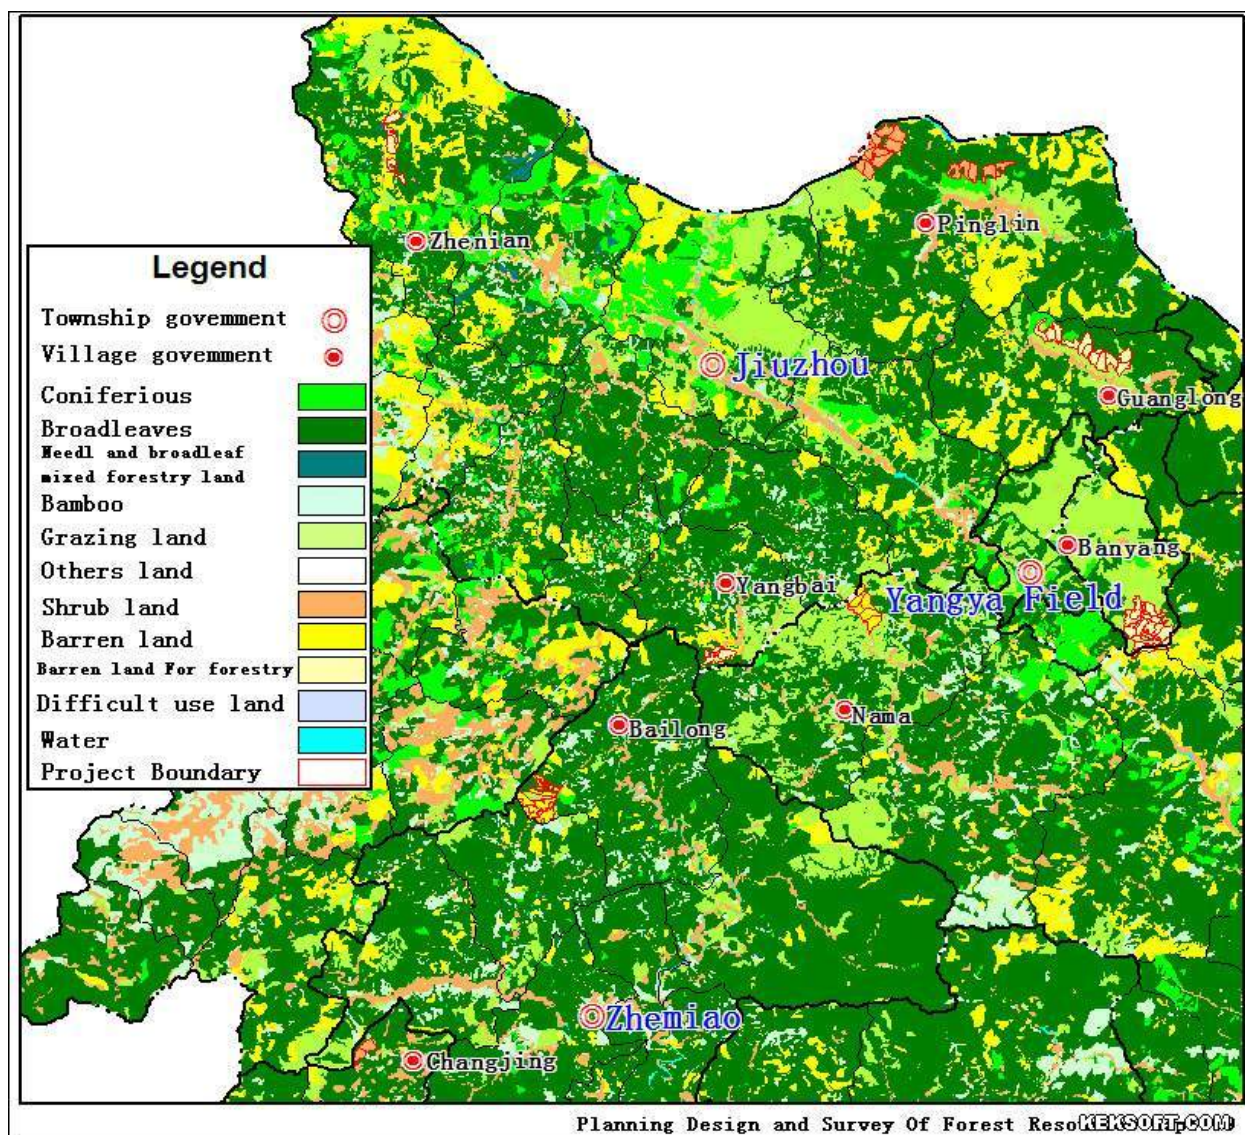 Zhenian
Pinglin
Legend
Township govemment
Village govemment
Jiuzhou
Guanglong
Coniferious
Broadleaves
Needl and broadleaf
mixed forestry land
Bamboo
Grazing land
Banyang
Others land
Yangbai
Yangya Field
Shrub land
Barren land
Barren land For forestry
Difficult use land
Nama
Bailong
Water
Project Boundary
Zhemiao
Changjing
Planning Design and Survey Of Forest
KEKSOFT.COM